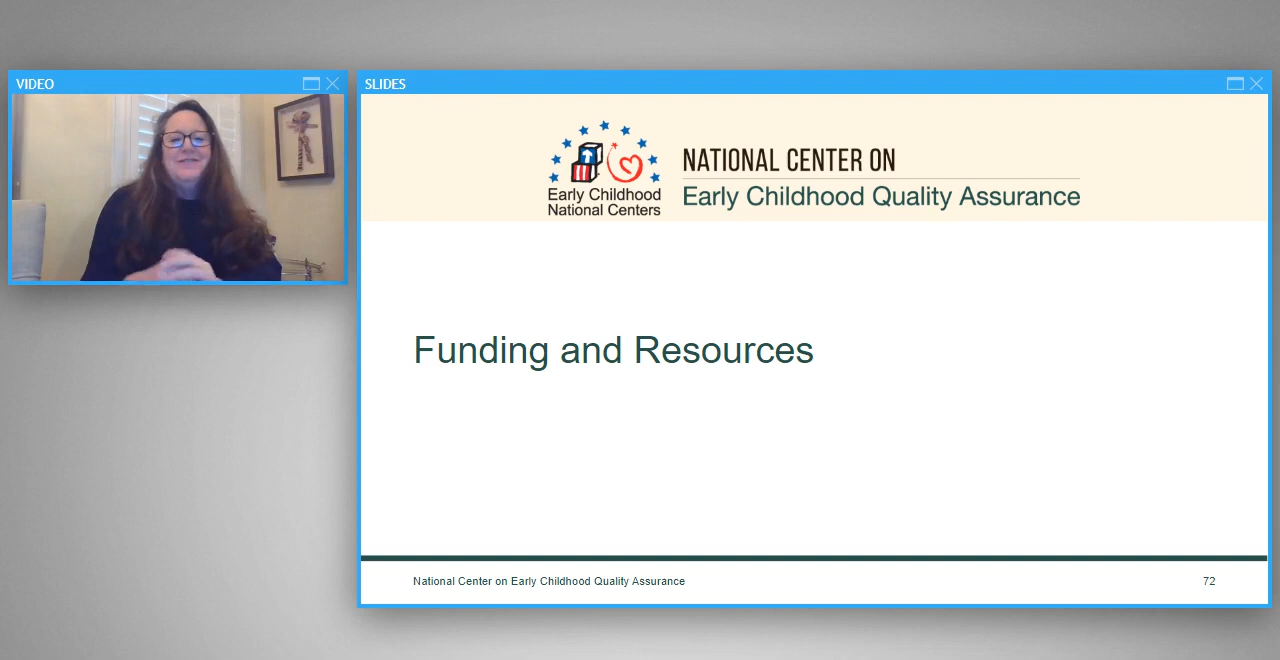 VIDEO
SLIDES
Early Childhood
National Centers
NATIONAL CENTER ON
Early Childhood Quality Assurance
Funding and Resources
National Center on Early Childhood Quality Assurance
72